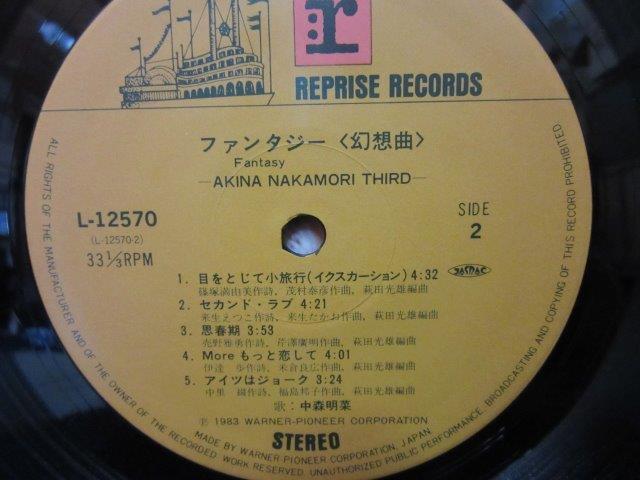 r
REPRISE RECORDS
ファンタジー〈幻想曲〉
Fantasy
—AKINA NAKAMORI THIRD—
L-12570
(L-12570-2)
33⅓RPM
SIDE
2
JASRAC
1. 目をとじて小旅行(イクスカーション) 4:32
篠塚満由美作詩、茂村泰彦作曲、萩田光雄編曲
2. セカンド・ラブ 4:21
来生えつこ作詩、来生たかお作曲、萩田光雄編曲
3. 思春期 3:53
売野雅勇作詩、芹澤廣明作曲、萩田光雄編曲
4. More もっと恋して 4:01
伊達 歩作詩、米倉良広作曲、萩田光雄編曲
5. アイツはジョーク 3:24
中里 綴作詩、福島邦子作曲、萩田光雄編曲
歌:中森明菜
Ⓟ 1983 WARNER-PIONEER CORPORATION
STEREO
MADE BY WARNER-PIONEER CORPORATION, JAPAN.
ALL RIGHTS OF THE MANUFACTURER AND OF THE OWNER OF THE RECORDED WORK RESERVED. UNAUTHORIZED PUBLIC PERFORMANCE, BROADCASTING AND COPYING OF THIS RECORD PROHIBITED.